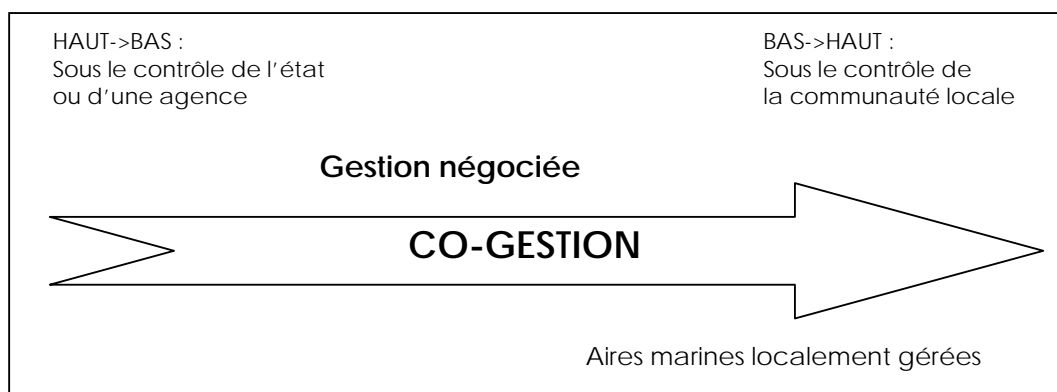 HAUT->BAS :
Sous le contrôle de l'état
ou d'une agence
BAS->HAUT :
Sous le contrôle de
la communauté locale
Gestion négociée
CO-GESTION
Aires marines localement gérées